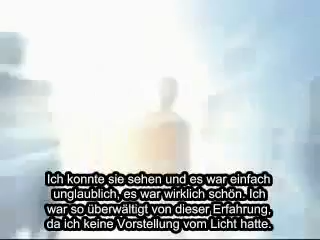 Ich konnte sie sehen und es war einfach
unglaublich, es war wirklich schön. Ich
war so überwältigt von dieser Erfahrung,
da ich keine Vorstellung vom Licht hatte.